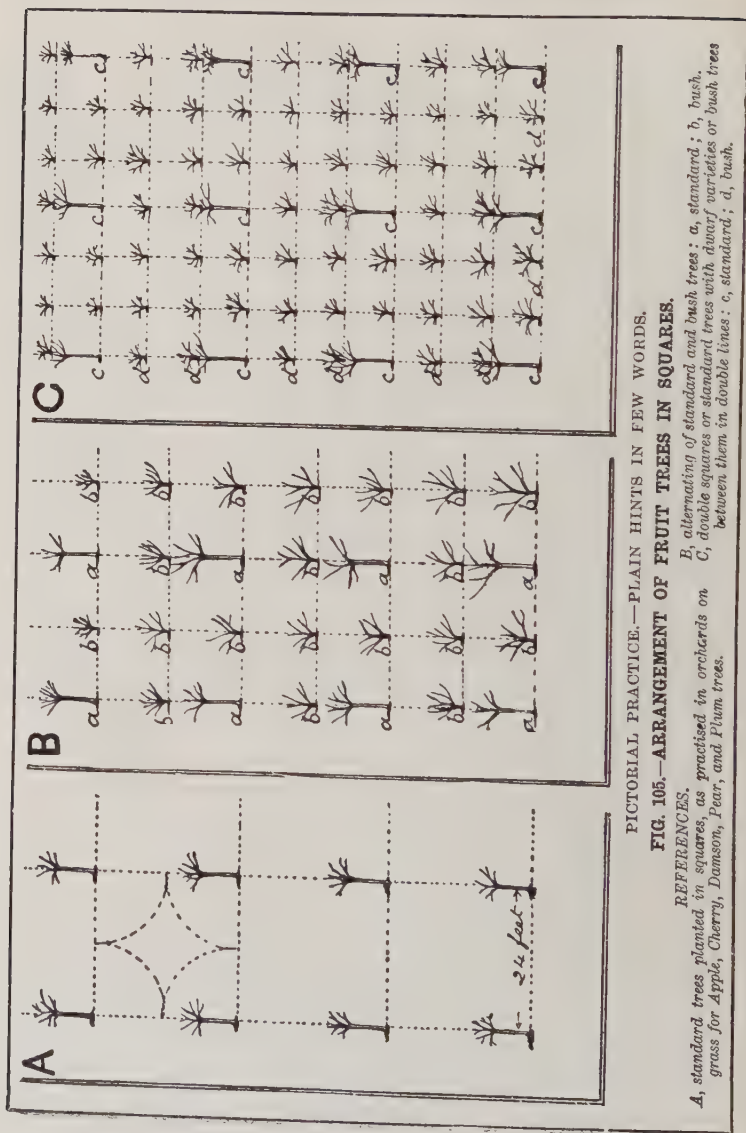 A
24 feet
B
a b a b
b b b b
a b a b
b b b b
a b a b
b b b b
a b a b
C
c c c
d
d
c c c
d
d
c c c
d
d
c d c d c
PICTORIAL PRACTICE.—PLAIN HINTS IN FEW WORDS.
FIG. 105.—ARRANGEMENT OF FRUIT TREES IN SQUARES.
REFERENCES.
A, standard trees planted in squares, as practised in orchards on
grass for Apple, Cherry, Damson, Pear, and Plum trees.
B, alternating of standard and bush trees: a, standard; b, bush.
C, double squares or standard trees with dwarf varieties or bush trees
between them in double lines: c, standard; d, bush.